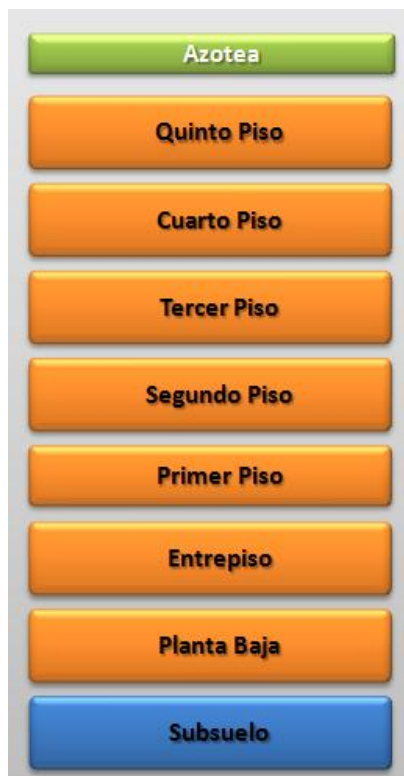 Azotea
Quinto Piso
Cuarto Piso
Tercer Piso
Segundo Piso
Primer Piso
Entrepiso
Planta Baja
Subsuelo